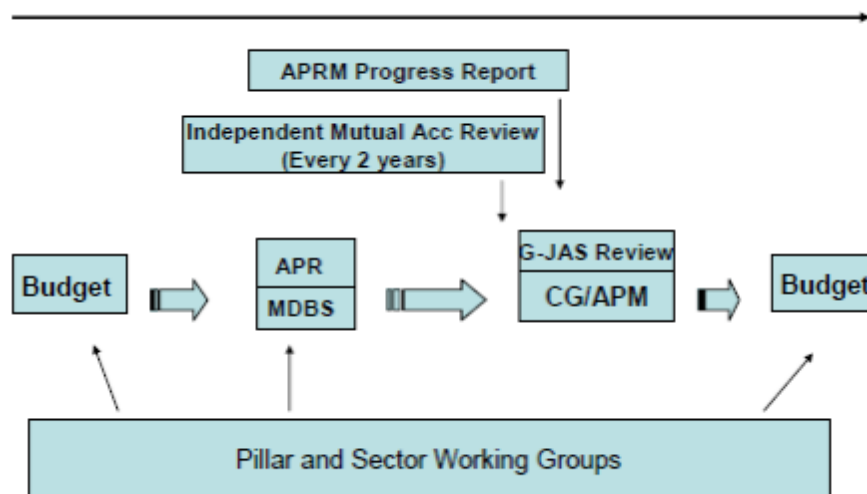 APRM Progress Report
Independent Mutual Acc Review
(Every 2 years)
Budget
APR
MDBS
G-JAS Review
CG/APM
Budget
Pillar and Sector Working Groups